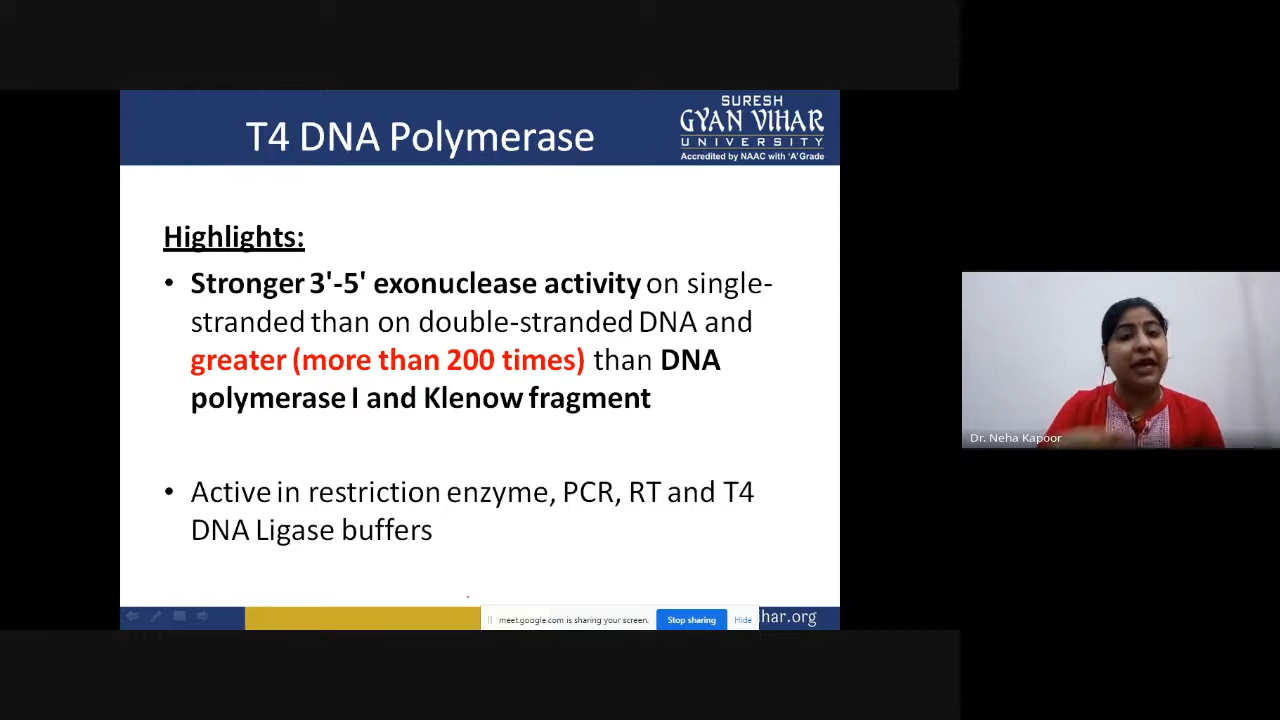 T4 DNA Polymerase
SURESH
GYAN VIHAR
UNIVERSITY
Accredited by NAAC with 'A' Grade
Highlights:
• Stronger 3'-5' exonuclease activity on single-
stranded than on double-stranded DNA and
greater (more than 200 times) than DNA
polymerase I and Klenow fragment
• Active in restriction enzyme, PCR, RT and T4
DNA Ligase buffers
meet.google.com is sharing your screen.
Stop sharing
Hide
ihar.org
Dr. Neha Kapoor